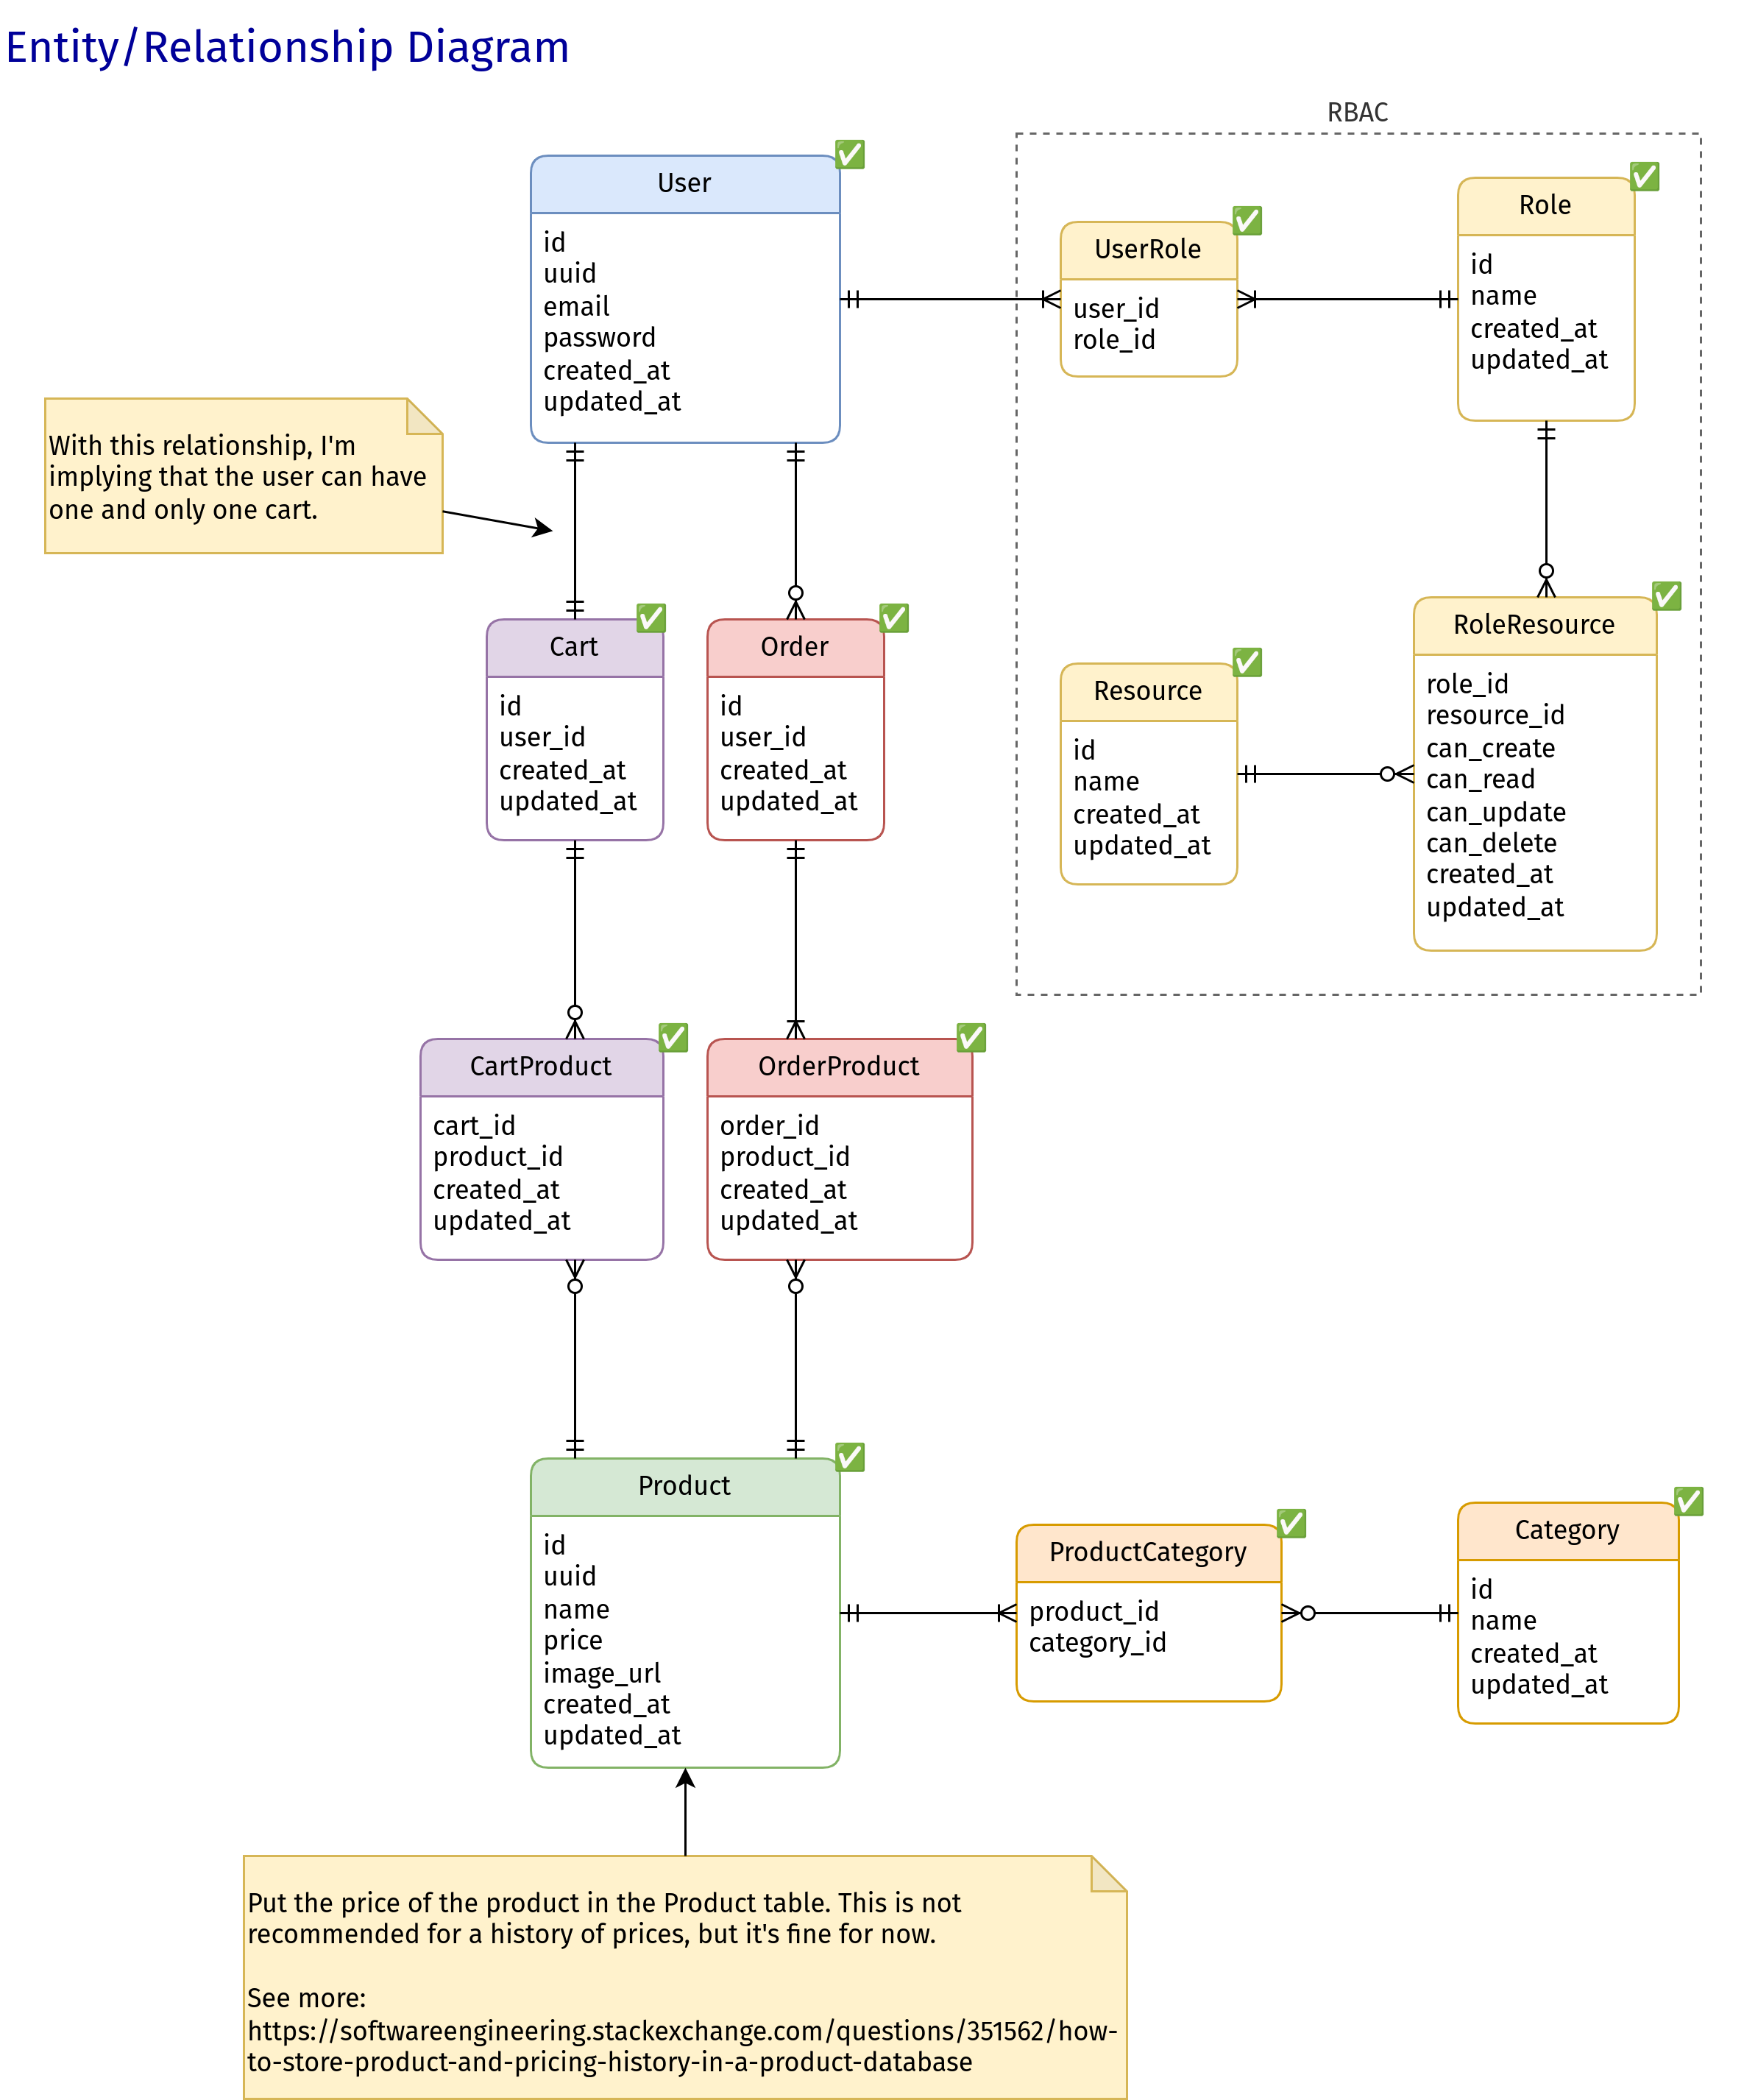 Entity/Relationship Diagram
RBAC
User
id
uuid
email
password
created_at
updated_at
UserRole
user_id
role_id
Role
id
name
created_at
updated_at
With this relationship, I'm
implying that the user can have
one and only one cart.
Cart
id
user_id
created_at
updated_at
Order
id
user_id
created_at
updated_at
Resource
id
name
created_at
updated_at
RoleResource
role_id
resource_id
can_create
can_read
can_update
can_delete
created_at
updated_at
CartProduct
cart_id
product_id
created_at
updated_at
OrderProduct
order_id
product_id
created_at
updated_at
Product
id
uuid
name
price
image_url
created_at
updated_at
ProductCategory
product_id
category_id
Category
id
name
created_at
updated_at
Put the price of the product in the Product table. This is not
recommended for a history of prices, but it's fine for now.
See more:
https://softwareengineering.stackexchange.com/questions/351562/how-
to-store-product-and-pricing-history-in-a-product-database